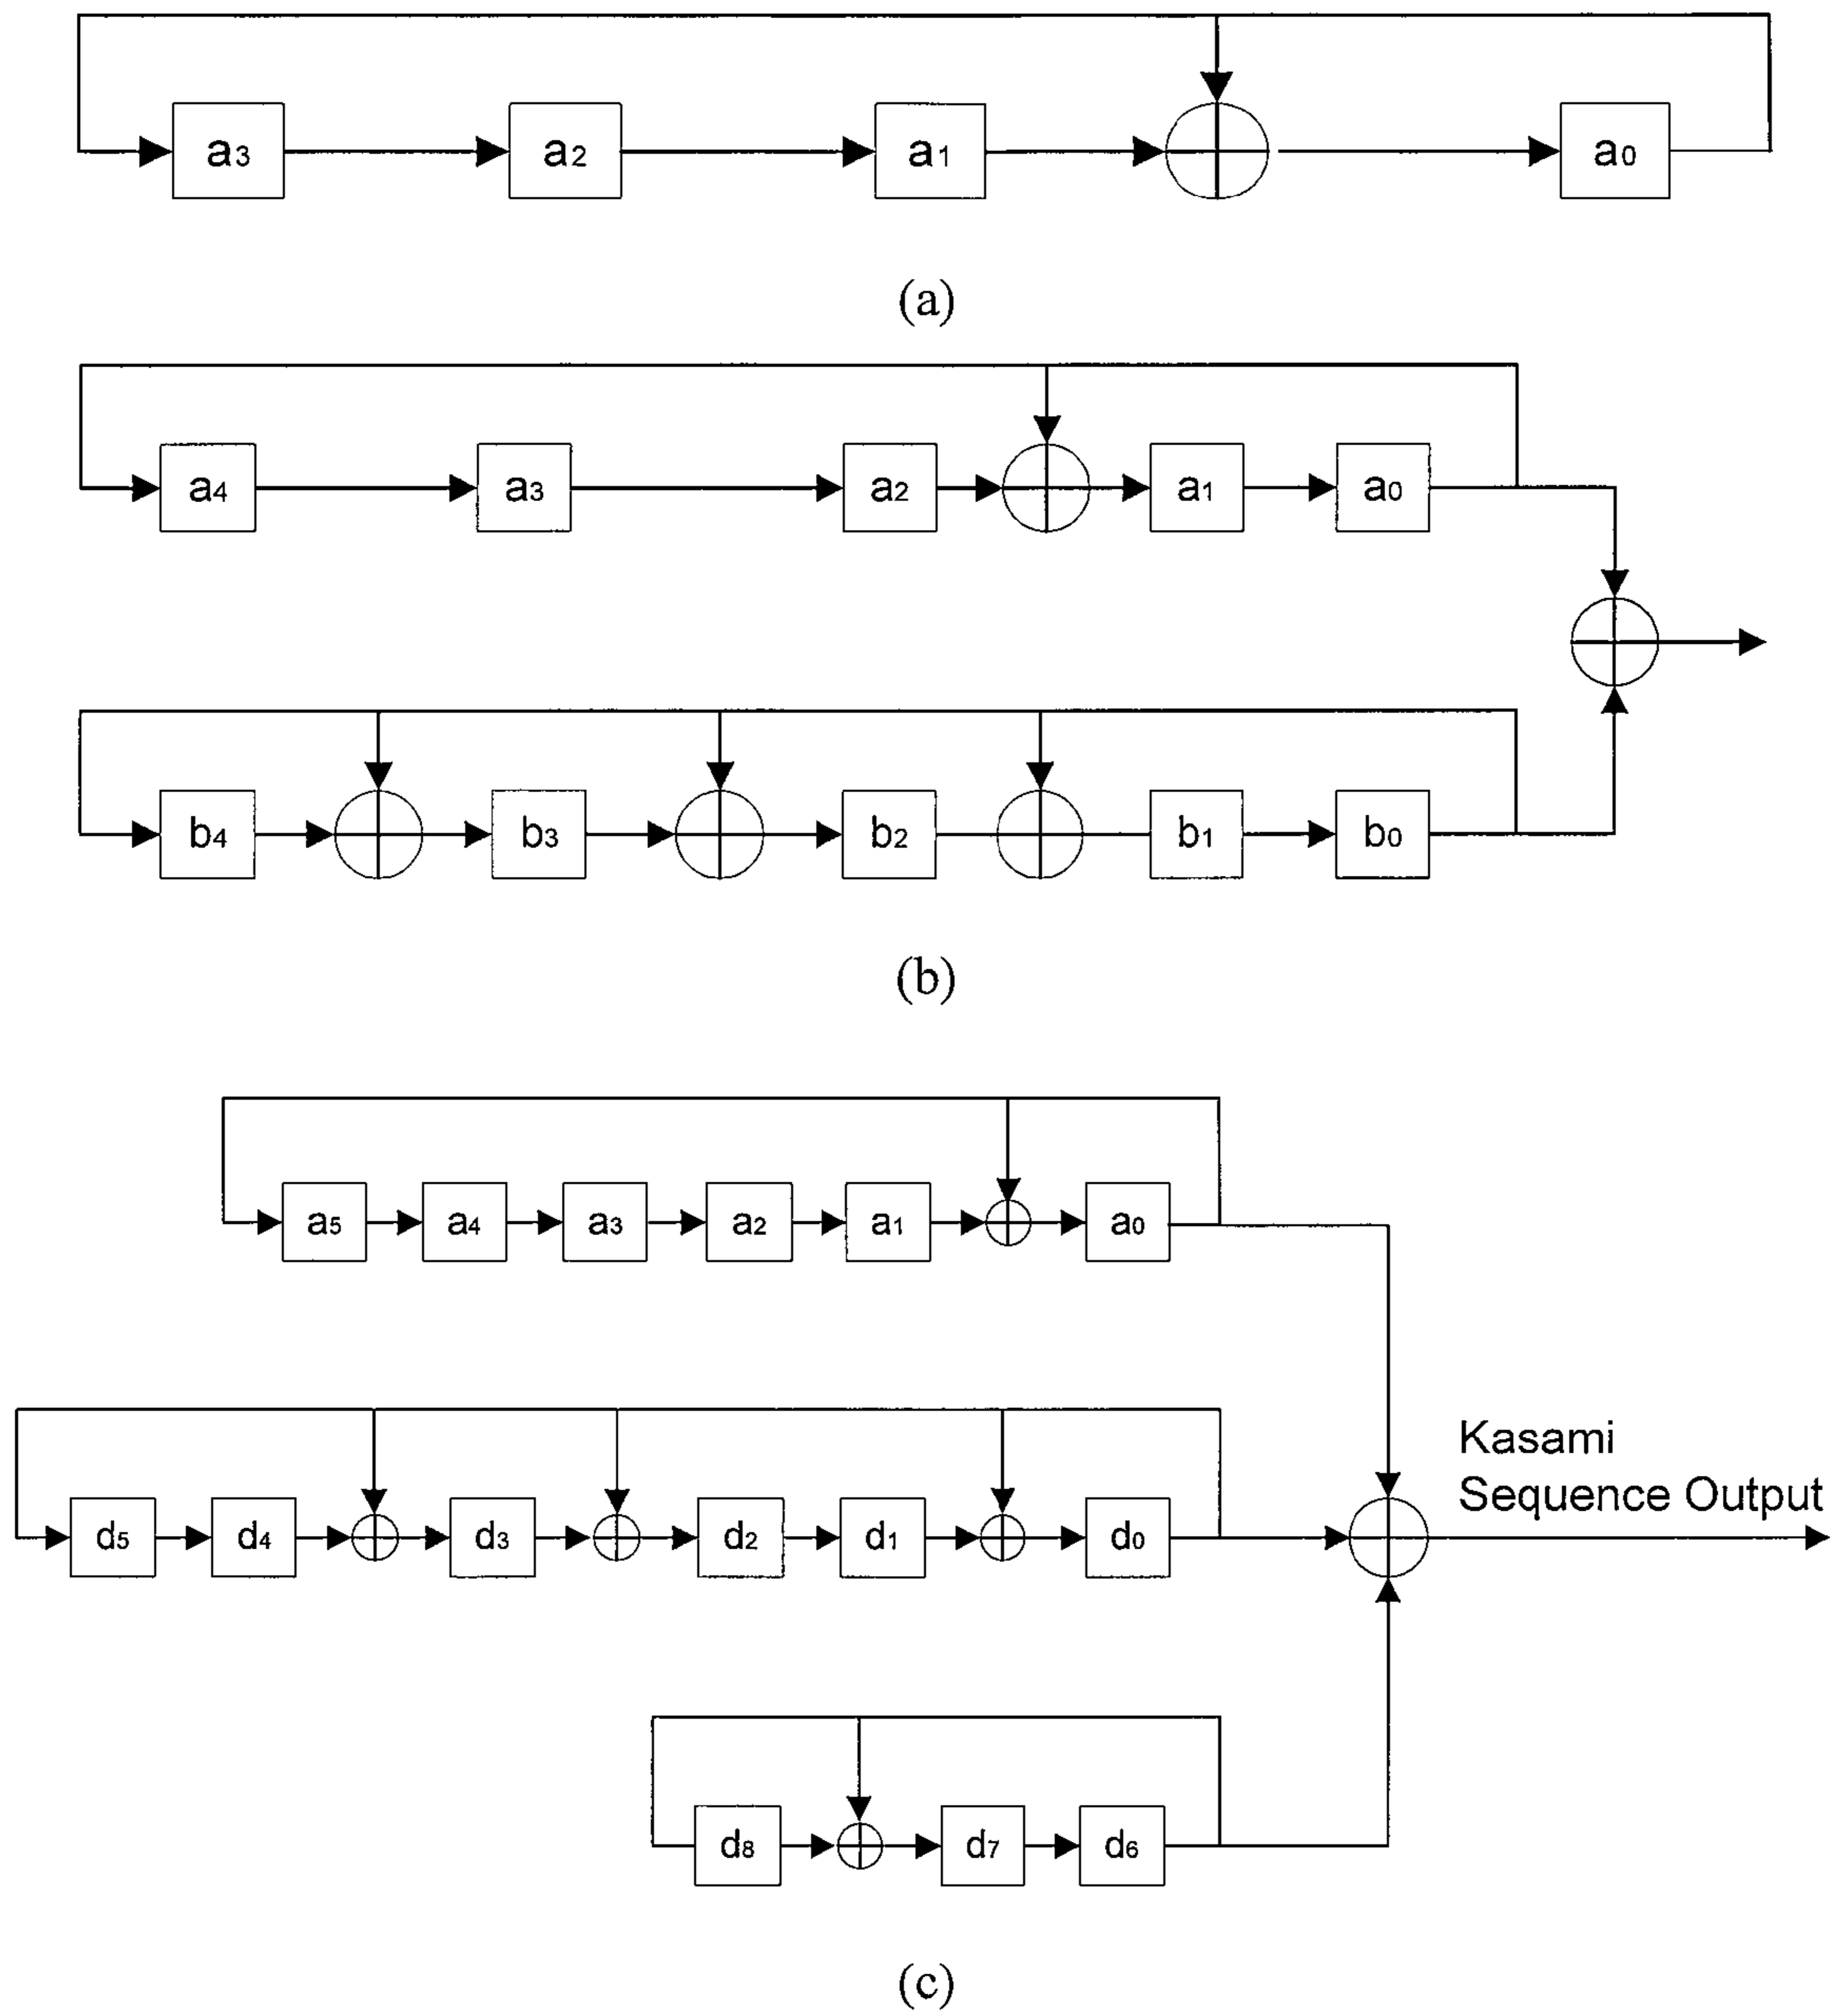 a3 a2 a1 a0
(a)
a4 a3 a2 a1 a0
b4 b3 b2 b1 b0
(b)
a5 a4 a3 a2 a1 a0
Kasami
Sequence Output
d5 d4 d3 d2 d1 d0
d8 d7 d6
(c)